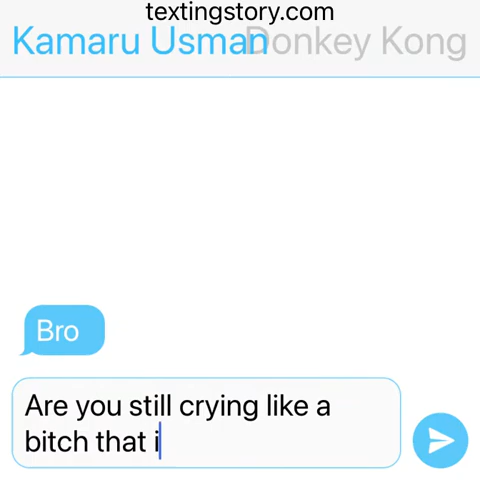 textingstory.com
Kamaru Usman Donkey Kong
Bro
Are you still crying like a
bitch that i